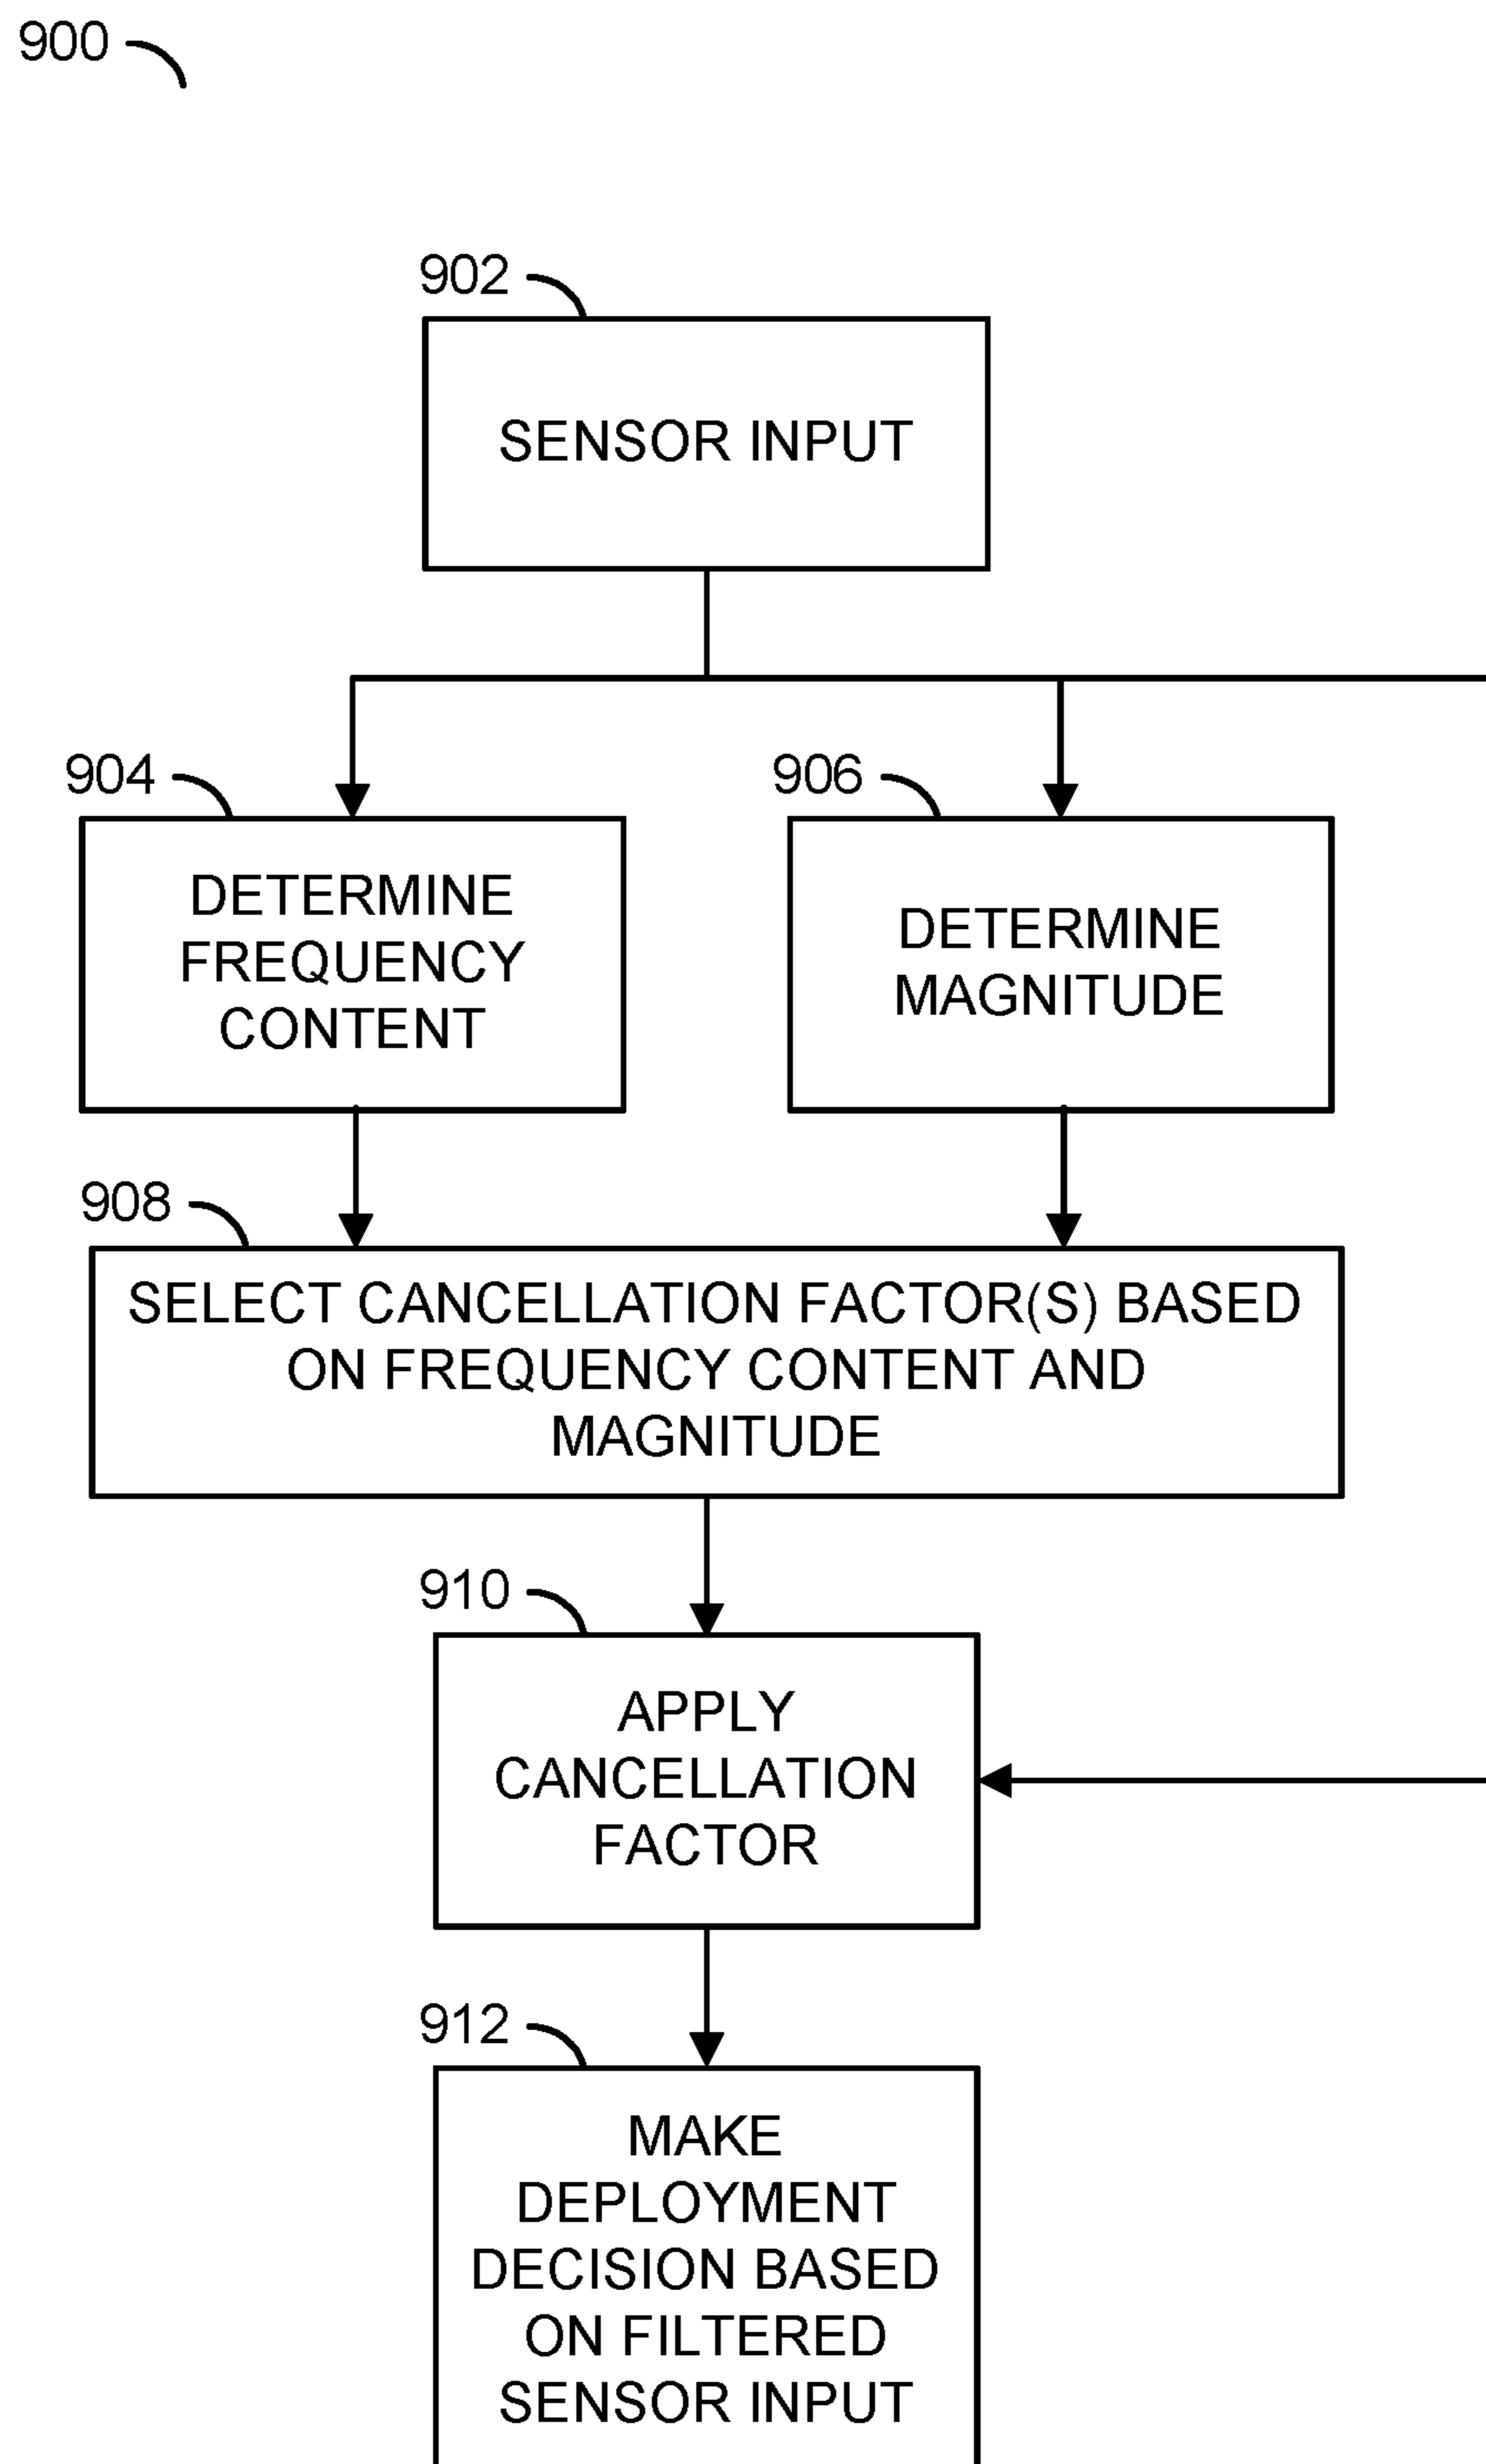 900
902
SENSOR INPUT
904
906
DETERMINE
FREQUENCY
CONTENT
DETERMINE
MAGNITUDE
908
SELECT CANCELLATION FACTOR(S) BASED
ON FREQUENCY CONTENT AND
MAGNITUDE
910
APPLY
CANCELLATION
FACTOR
912
MAKE
DEPLOYMENT
DECISION BASED
ON FILTERED
SENSOR INPUT